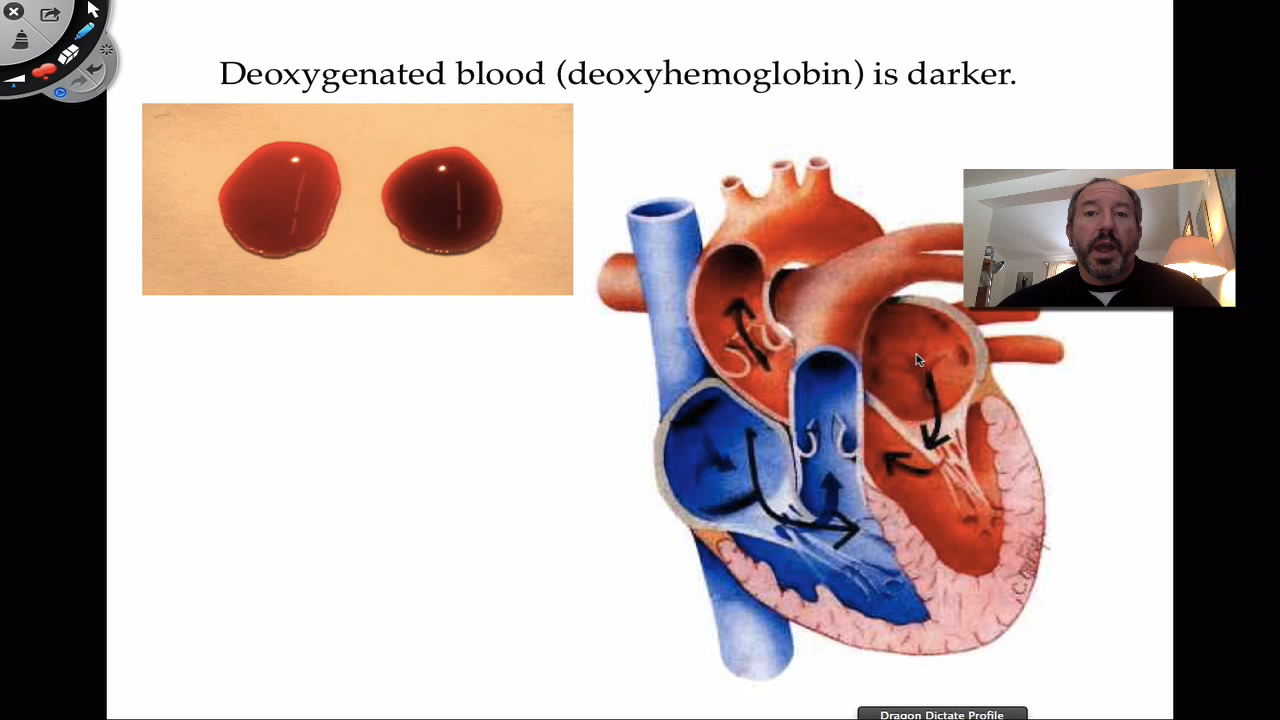 Deoxygenated blood (deoxyhemoglobin) is darker.
Dragon Dictate Profile